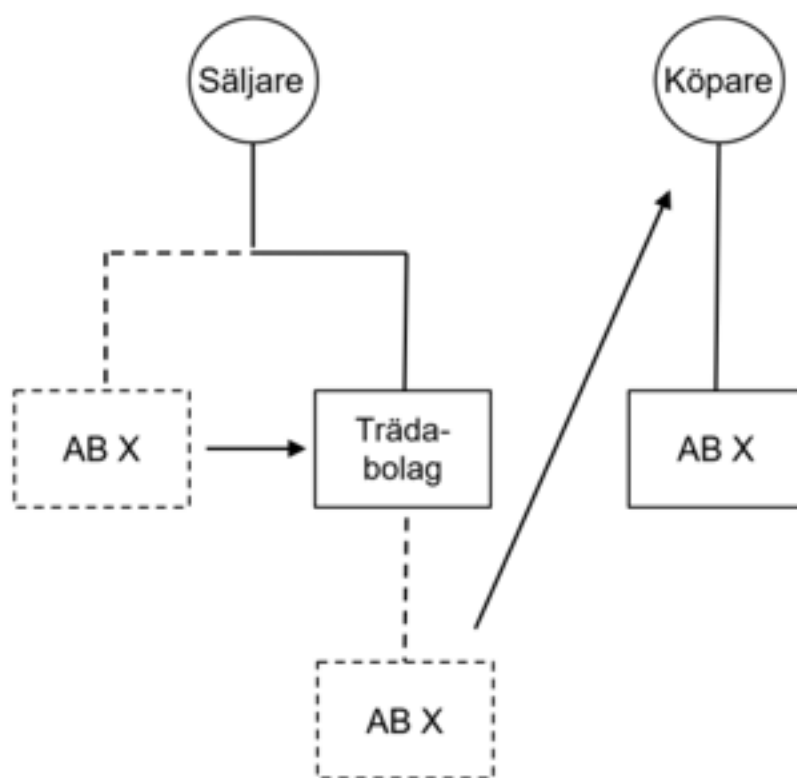 Säljare
Köpare
AB X
Träda-
bolag
AB X
AB X